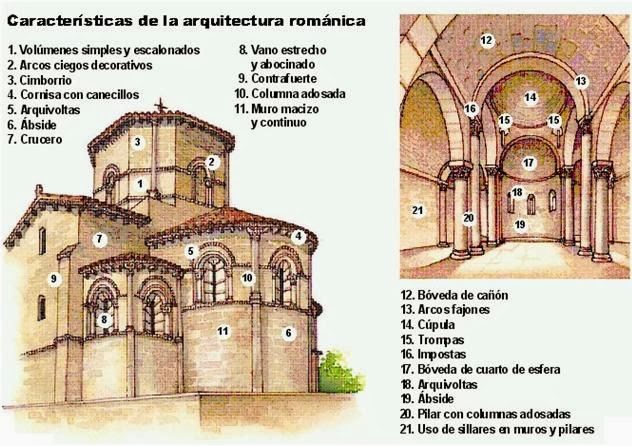 Características de la arquitectura románica
1. Volúmenes simples y escalonados
2. Arcos ciegos decorativos
3. Cimborrio
4. Cornisa con canecillos
5. Arquivoltas
6. Ábside
7. Crucero
8. Vano estrecho
y abocinado
9. Contrafuerte
10. Columna adosada
11. Muro macizo
y continuo
3
2
1
7
4
5
9
10
8
11
6
12
13
14
16
15
15
17
18
21
20
19
12. Bóveda de cañón
13. Arcos fajones
14. Cúpula
15. Trompas
16. Impostas
17. Bóveda de cuarto de esfera
18. Arquivoltas
19. Ábside
20. Pilar con columnas adosadas
21. Uso de sillares en muros y pilares